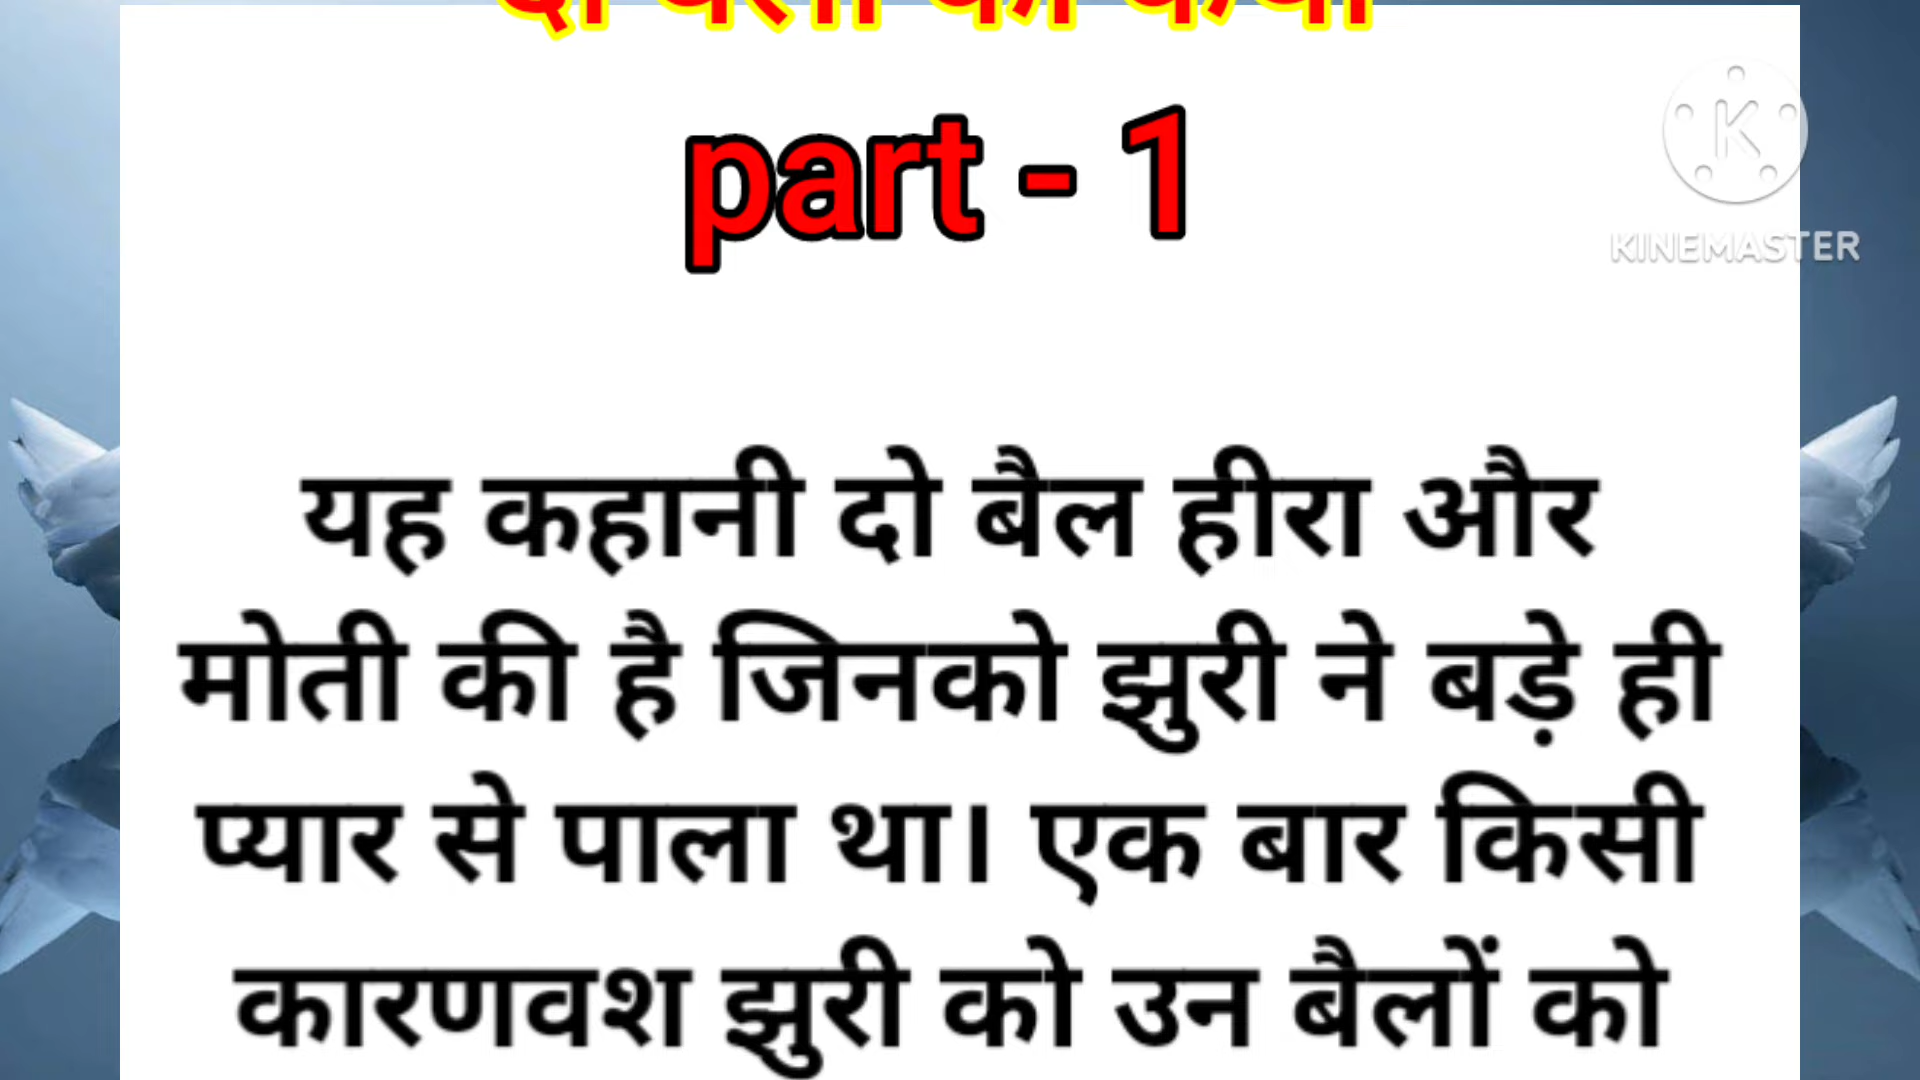 part - 1
KINEMASTER
यह कहानी दो बैल हीरा और
मोती की है जिनको झुरी ने बड़े ही
प्यार से पाला था। एक बार किसी
कारणवश झुरी को उन बैलों को